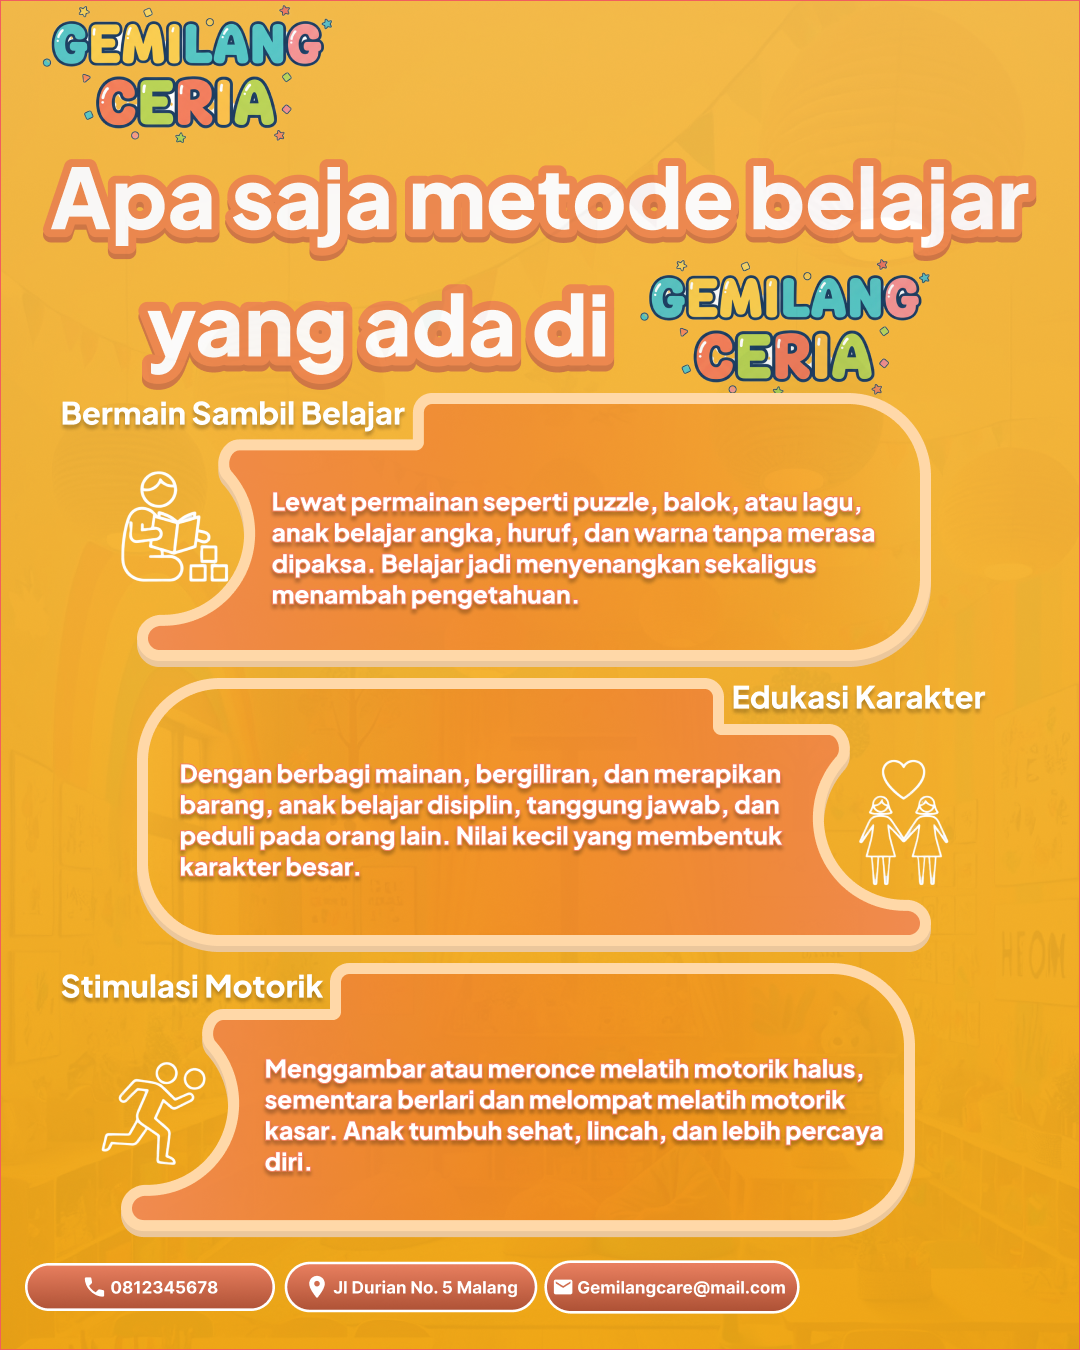 GEMILANG
CERIA
Apa saja metode belajar
yang ada di
GEMILANG
CERIA
Bermain Sambil Belajar
Lewat permainan seperti puzzle, balok, atau lagu,
anak belajar angka, huruf, dan warna tanpa merasa
dipaksa. Belajar jadi menyenangkan sekaligus
menambah pengetahuan.
Edukasi Karakter
Dengan berbagi mainan, bergiliran, dan merapikan
barang, anak belajar disiplin, tanggung jawab, dan
peduli pada orang lain. Nilai kecil yang membentuk
karakter besar.
Stimulasi Motorik
Menggambar atau meronce melatih motorik halus,
sementara berlari dan melompat melatih motorik
kasar. Anak tumbuh sehat, lincah, dan lebih percaya
diri.
0812345678
Jl Durian No. 5 Malang
Gemilangcare@mail.com